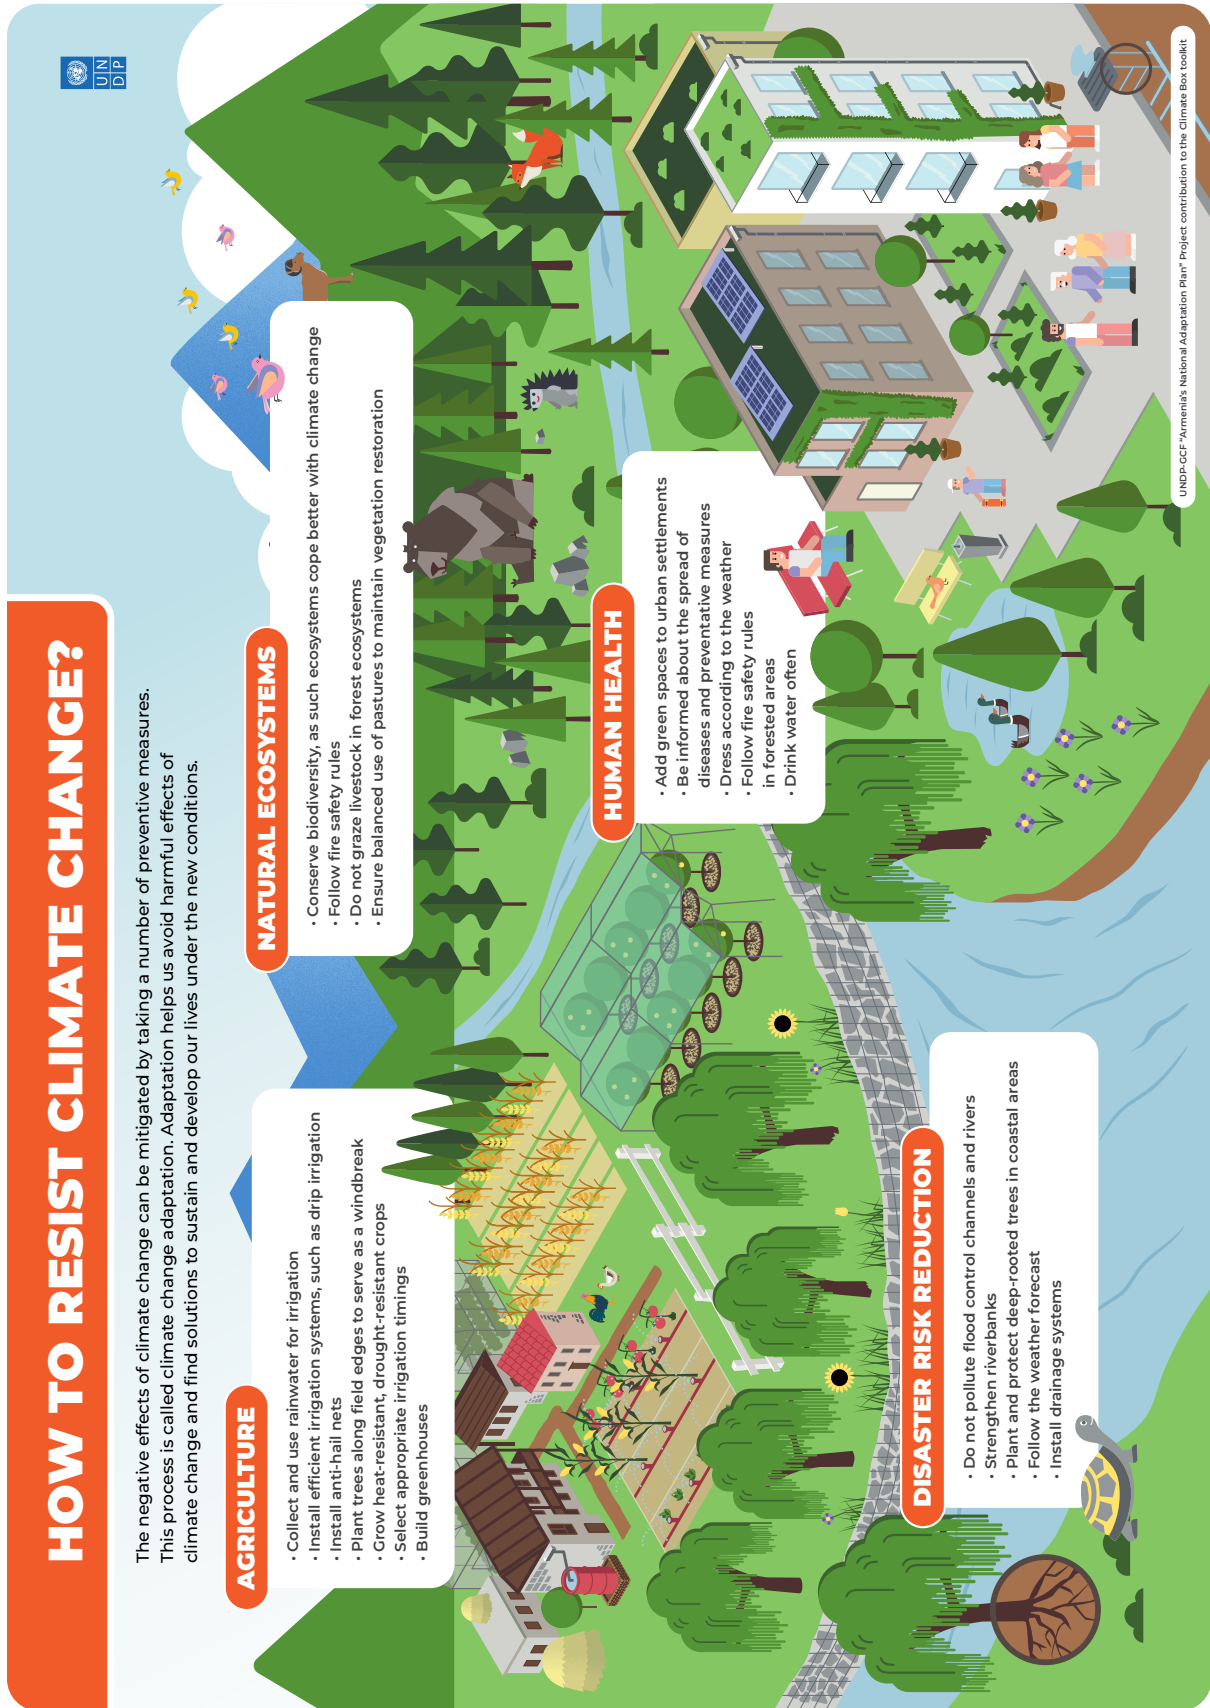 HOW TO RESIST CLIMATE CHANGE?
UN
DP
The negative effects of climate change can be mitigated by taking a number of preventive measures.
This process is called climate change adaptation. Adaptation helps us avoid harmful effects of
climate change and find solutions to sustain and develop our lives under the new conditions.
AGRICULTURE
• Collect and use rainwater for irrigation
• Install efficient irrigation systems, such as drip irrigation
• Install anti-hail nets
• Plant trees along field edges to serve as a windbreak
• Grow heat-resistant, drought-resistant crops
• Select appropriate irrigation timings
• Build greenhouses
NATURAL ECOSYSTEMS
• Conserve biodiversity, as such ecosystems cope better with climate change
• Follow fire safety rules
• Do not graze livestock in forest ecosystems
• Ensure balanced use of pastures to maintain vegetation restoration
HUMAN HEALTH
• Add green spaces to urban settlements
• Be informed about the spread of
diseases and preventative measures
• Dress according to the weather
• Follow fire safety rules
in forested areas
• Drink water often
DISASTER RISK REDUCTION
• Do not pollute flood control channels and rivers
• Strengthen riverbanks
• Plant and protect deep-rooted trees in coastal areas
• Follow the weather forecast
• Install drainage systems
UNDP-GCF "Armenia's National Adaptation Plan" Project contribution to the Climate Box toolkit